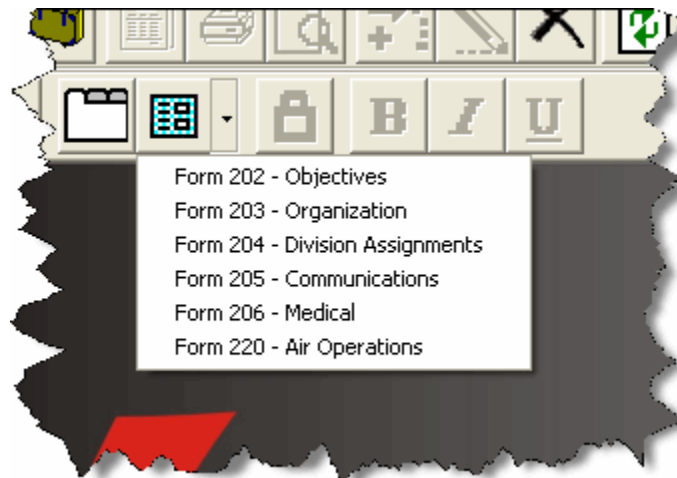 B I U
Form 202 - Objectives
Form 203 - Organization
Form 204 - Division Assignments
Form 205 - Communications
Form 206 - Medical
Form 220 - Air Operations